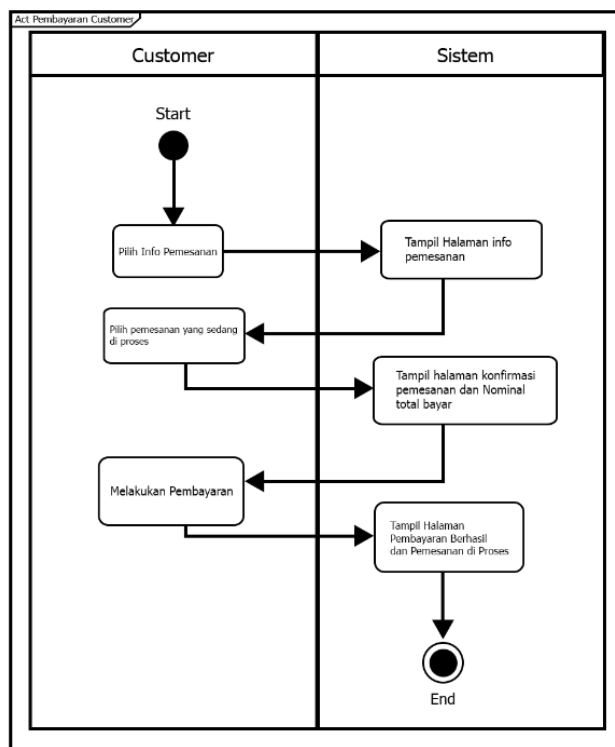 Act Pembayaran Customer
Customer
Sistem
Start
Pilih Info Pemesanan
Tampil Halaman info
pemesanan
Pilih pemesanan yang sedang
di proses
Tampil halaman konfirmasi
pemesanan dan Nominal
total bayar
Melakukan Pembayaran
Tampil Halaman
Pembayaran Berhasil
dan Pemesanan di Proses
End